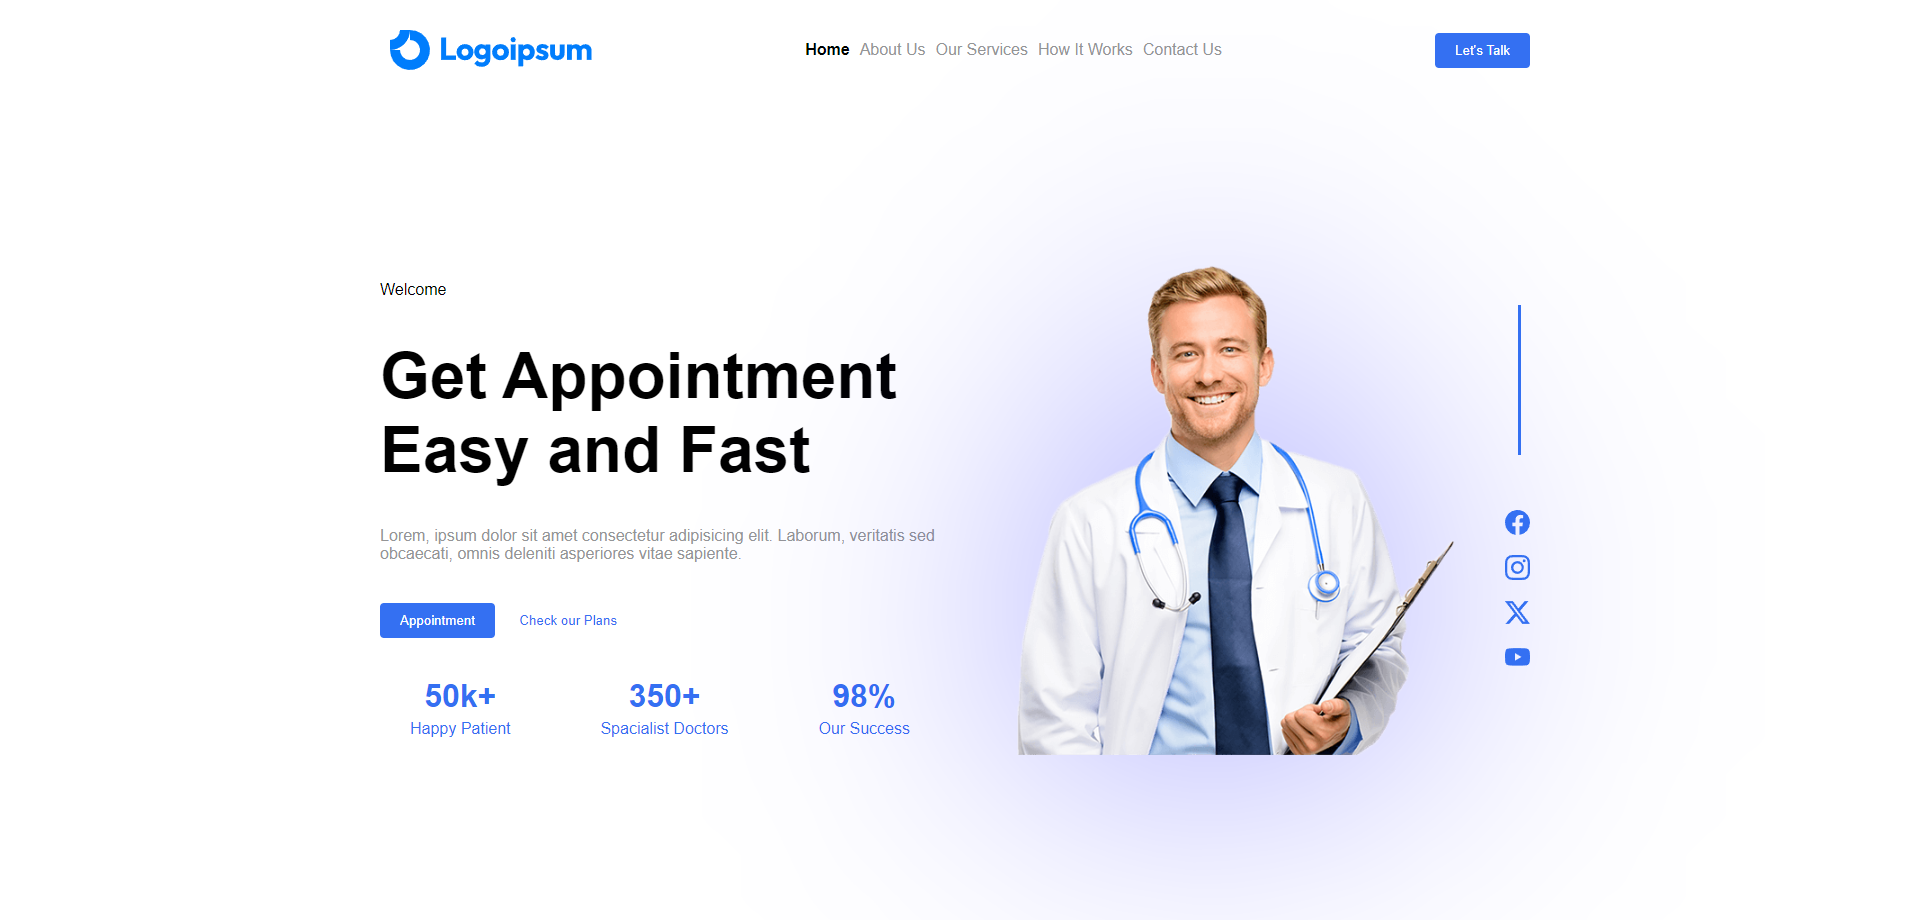 Logoipsum
Home About Us Our Services How It Works Contact Us
Let's Talk
Welcome
Get Appointment
Easy and Fast
Lorem, ipsum dolor sit amet consectetur adipisicing elit. Laborum, veritatis sed
obcaecati, omnis deleniti asperiores vitae sapiente.
Appointment
Check our Plans
50k+
Happy Patient
350+
Spacialist Doctors
98%
Our Success